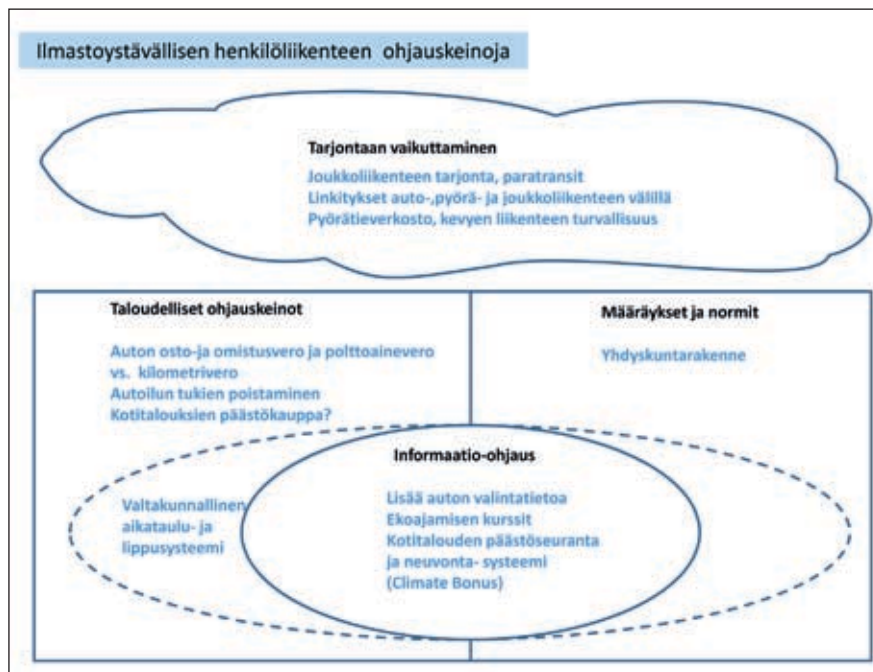 Ilmastoystävällisen henkilöliikenteen ohjauskeinoja
Tarjontaan vaikuttaminen
Joukkoliikenteen tarjonta, paratransit
Linkitykset auto-,pyörä- ja joukkoliikenteen välillä
Pyörätieverkosto, kevyen liikenteen turvallisuus
Taloudelliset ohjauskeinot
Auton osto-ja omistusvero ja polttoainevero
vs. kilometrivero
Autoilun tukien poistaminen
Kotitalouksien päästökauppa?
Määräykset ja normit
Yhdyskuntarakenne
Valtakunnallinen
aikataulu- ja
lippusysteemi
Informaatio-ohjaus
Lisää auton valintatietoa
Ekoajamisen kurssit
Kotitalouden päästöseuranta
ja neuvonta- systeemi
(Climate Bonus)